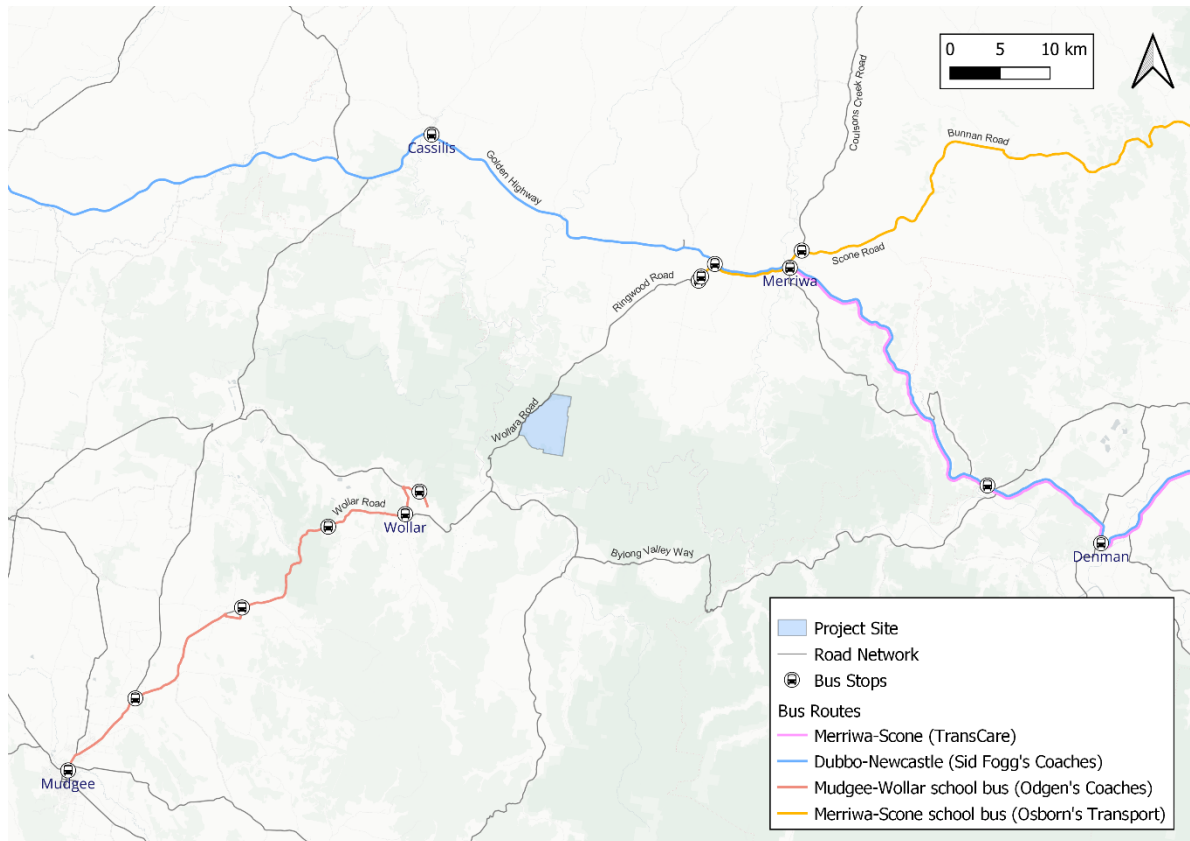 0 5 10 km
Coulsons Creek Road
Bunnan Road
Cassilis
Golden Highway
Scone Road
Merriwa
Ringwood Road
Wollara Road
Wollar Road
Wollar
Bylong Valley Way
Denman
Mudgee
Project Site
Road Network
Bus Stops
Bus Routes
Merriwa-Scone (TransCare)
Dubbo-Newcastle (Sid Fogg's Coaches)
Mudgee-Wollar school bus (Odgen's Coaches)
Merriwa-Scone school bus (Osborn's Transport)